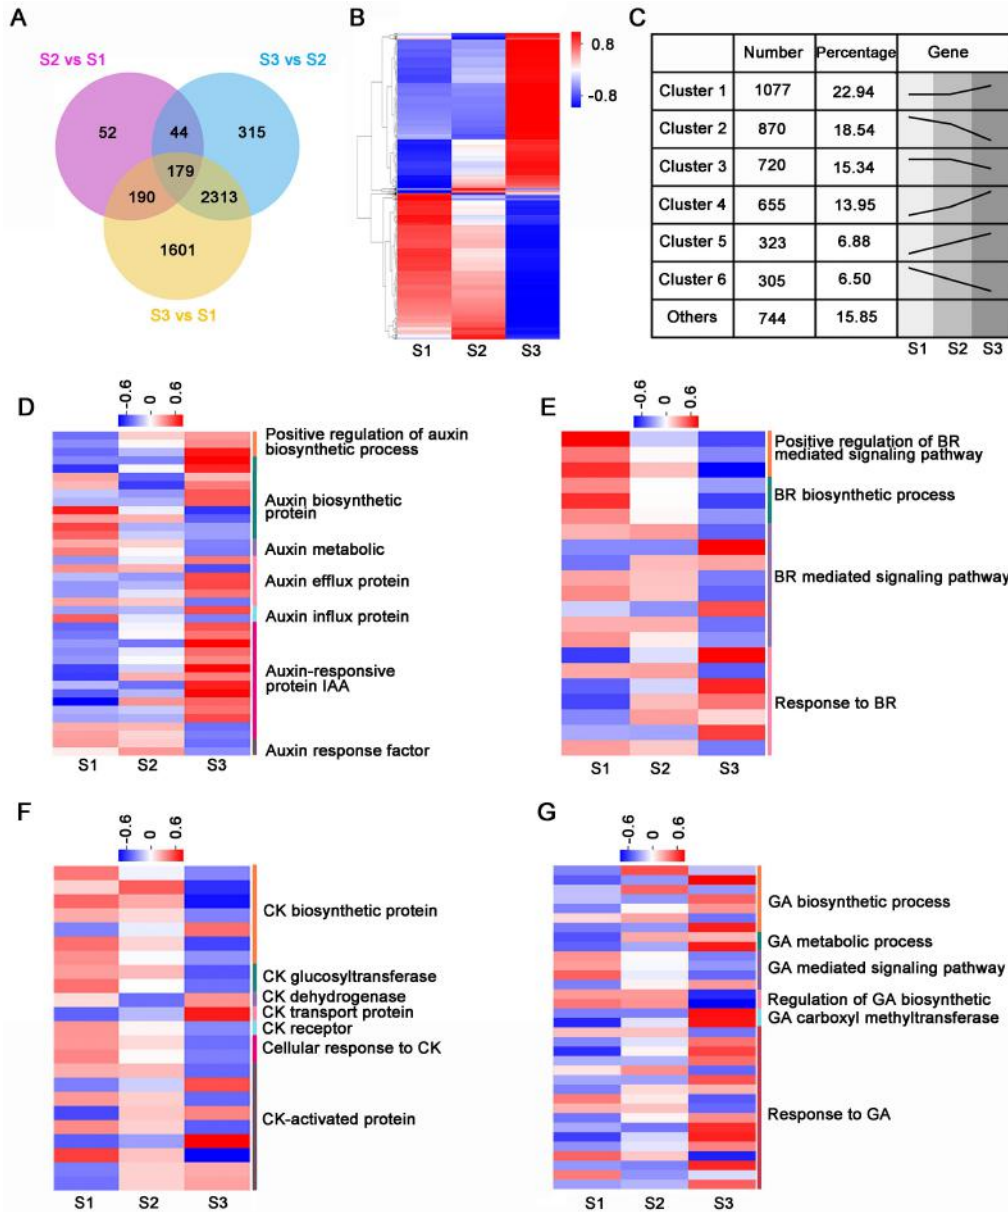 A
S2 vs S1
S3 vs S2
52
44
315
179
190
2313
1601
S3 vs S1
B
0.8
-0.8
S1 S2 S3
C
Number Percentage Gene
Cluster 1 1077 22.94
Cluster 2 870 18.54
Cluster 3 720 15.34
Cluster 4 655 13.95
Cluster 5 323 6.88
Cluster 6 305 6.50
Others 744 15.85
S1 S2 S3
D
-0.6 0 0.6
Positive regulation of auxin
biosynthetic process
Auxin biosynthetic
protein
Auxin metabolic
Auxin efflux protein
Auxin influx protein
Auxin-responsive
protein IAA
Auxin response factor
S1 S2 S3
E
-0.6 0 0.6
Positive regulation of BR
mediated signaling pathway
BR biosynthetic process
BR mediated signaling pathway
Response to BR
S1 S2 S3
F
-0.6 0 0.6
CK biosynthetic protein
CK glucosyltransferase
CK dehydrogenase
CK transport protein
CK receptor
Cellular response to CK
CK-activated protein
S1 S2 S3
G
-0.6 0 0.6
GA biosynthetic process
GA metabolic process
GA mediated signaling pathway
Regulation of GA biosynthetic
GA carboxyl methyltransferase
Response to GA
S1 S2 S3